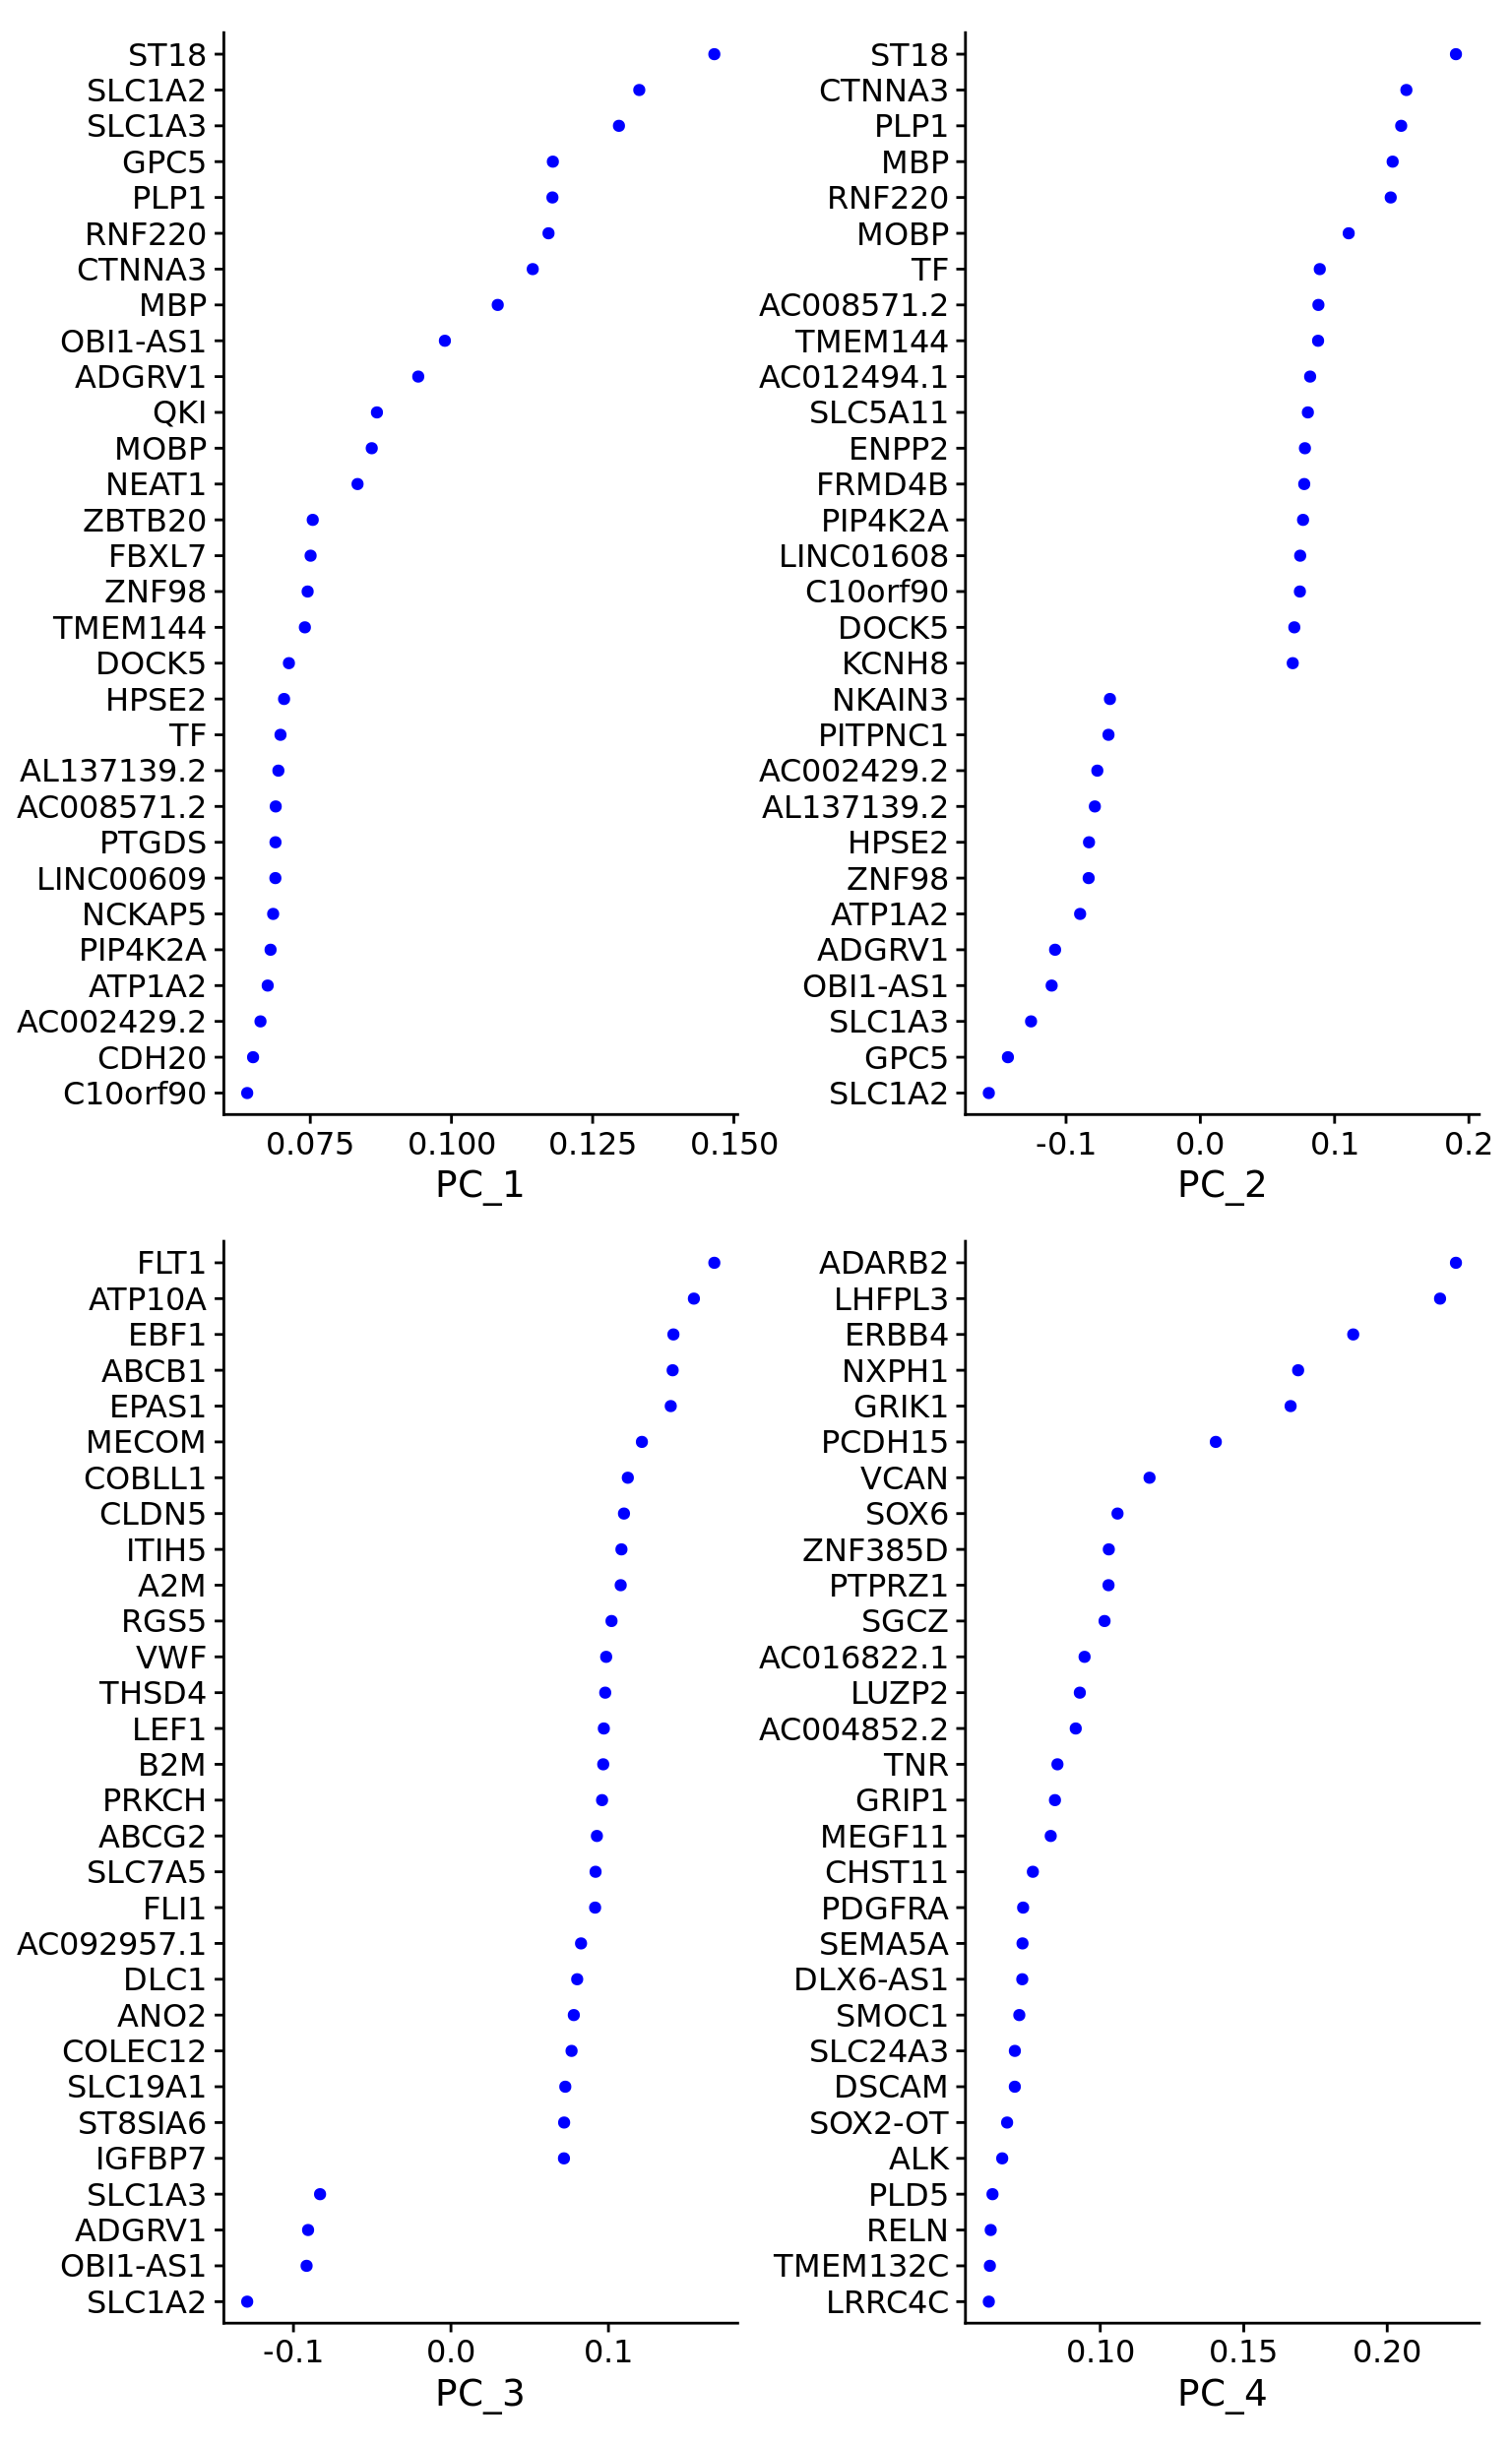 ST18
SLC1A2
SLC1A3
GPC5
PLP1
RNF220
CTNNA3
MBP
OBI1-AS1
ADGRV1
QKI
MOBP
NEAT1
ZBTB20
FBXL7
ZNF98
TMEM144
DOCK5
HPSE2
TF
AL137139.2
AC008571.2
PTGDS
LINC00609
NCKAP5
PIP4K2A
ATP1A2
AC002429.2
CDH20
C10orf90
0.075 0.100 0.125 0.150
PC_1
ST18
CTNNA3
PLP1
MBP
RNF220
MOBP
TF
AC008571.2
TMEM144
AC012494.1
SLC5A11
ENPP2
FRMD4B
PIP4K2A
LINC01608
C10orf90
DOCK5
KCNH8
NKAIN3
PITPNC1
AC002429.2
AL137139.2
HPSE2
ZNF98
ATP1A2
ADGRV1
OBI1-AS1
SLC1A3
GPC5
SLC1A2
-0.1 0.0 0.1 0.2
PC_2
FLT1
ATP10A
EBF1
ABCB1
EPAS1
MECOM
COBLL1
CLDN5
ITIH5
A2M
RGS5
VWF
THSD4
LEF1
B2M
PRKCH
ABCG2
SLC7A5
FLI1
AC092957.1
DLC1
ANO2
COLEC12
SLC19A1
ST8SIA6
IGFBP7
SLC1A3
ADGRV1
OBI1-AS1
SLC1A2
-0.1 0.0 0.1
PC_3
ADARB2
LHFPL3
ERBB4
NXPH1
GRIK1
PCDH15
VCAN
SOX6
ZNF385D
PTPRZ1
SGCZ
AC016822.1
LUZP2
AC004852.2
TNR
GRIP1
MEGF11
CHST11
PDGFRA
SEMA5A
DLX6-AS1
SMOC1
SLC24A3
DSCAM
SOX2-OT
ALK
PLD5
RELN
TMEM132C
LRRC4C
0.10 0.15 0.20
PC_4